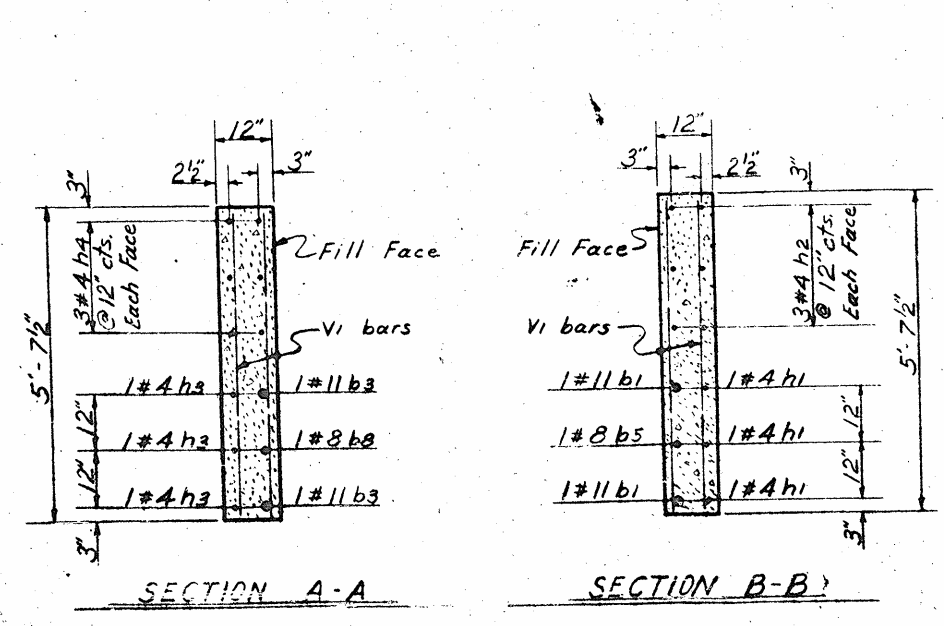 12"
2½"
3"
3"
3#4 h4
@ 12" cts.
Each Face
Fill Face
5'-7½"
V1 bars
1#4 h3
1#11 b3
12"
1#4 h3
1#8 b8
12"
1#4 h3
1#11 b3
3"
SECTION A-A
12"
3"
2½"
3"
Fill Face
3#4 h2
@ 12" cts.
Each Face
V1 bars
5'-7½"
1#11 b1
1#4 h1
12"
1#8 b5
1#4 h1
12"
1#11 b1
1#4 h1
3"
SECTION B-B